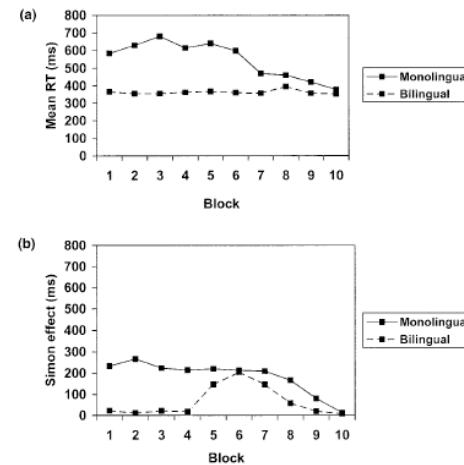 (a)
800
700
600
500
400
300
200
100
0
Mean RT (ms)
1 2 3 4 5 6 7 8 9 10
Block
Monolingual
Bilingual
(b)
800
700
600
500
400
300
200
100
0
Simon effect (ms)
1 2 3 4 5 6 7 8 9 10
Block
Monolingual
Bilingual